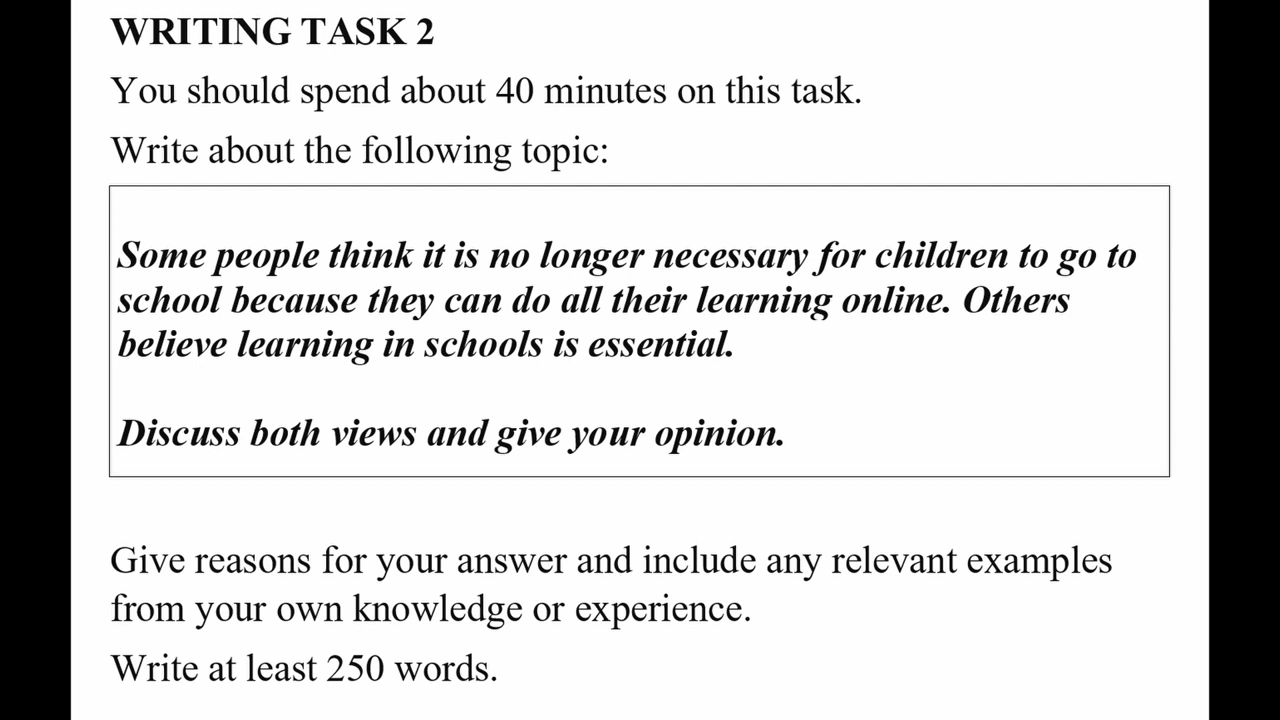 WRITING TASK 2
You should spend about 40 minutes on this task.
Write about the following topic:
Some people think it is no longer necessary for children to go to
school because they can do all their learning online. Others
believe learning in schools is essential.
Discuss both views and give your opinion.
Give reasons for your answer and include any relevant examples
from your own knowledge or experience.
Write at least 250 words.